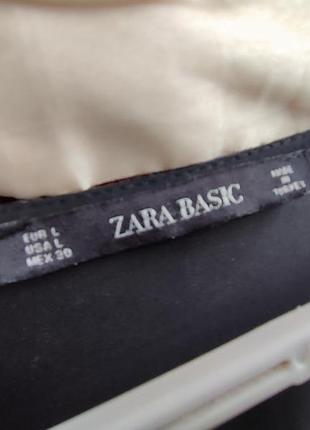 EUR L
USA L
MEX 30
ZARA BASIC
MADE
IN
TURKEY